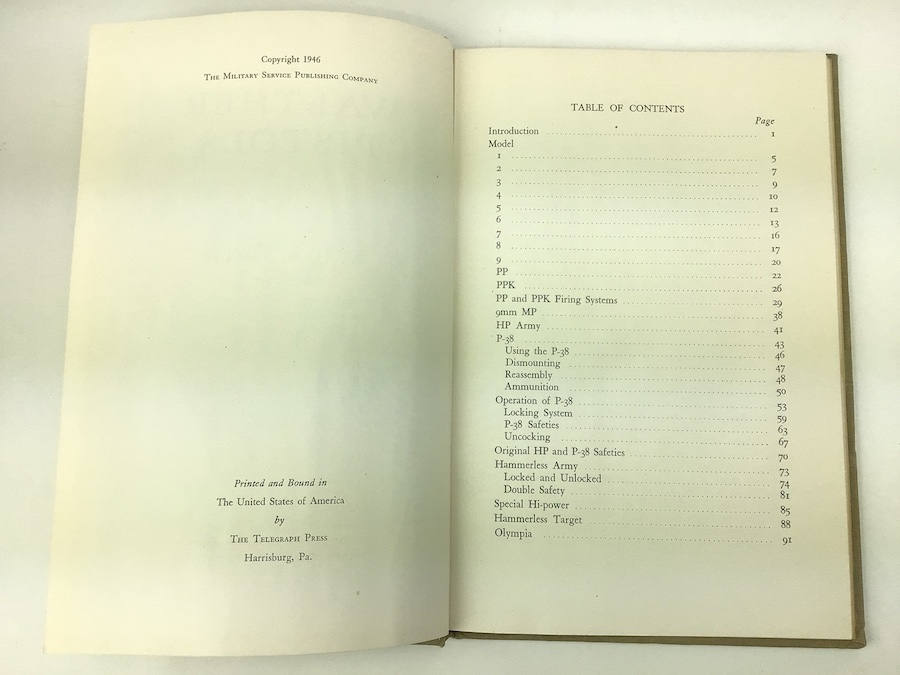 Copyright 1946
The Military Service Publishing Company
Printed and Bound in
The United States of America
by
The Telegraph Press
Harrisburg, Pa.
TABLE OF CONTENTS
Page
Introduction 1
Model
1 5
2 7
3 9
4 10
5 12
6 13
7 16
8 17
9 20
PP 22
PPK 26
PP and PPK Firing Systems 29
9mm MP 38
HP Army 41
P-38 43
Using the P-38 46
Dismounting 47
Reassembly 48
Ammunition 50
Operation of P-38 53
Locking System 59
P-38 Safeties 63
Uncocking 67
Original HP and P-38 Safeties 70
Hammerless Army 73
Locked and Unlocked 74
Double Safety 81
Special Hi-power 85
Hammerless Target 88
Olympia 91